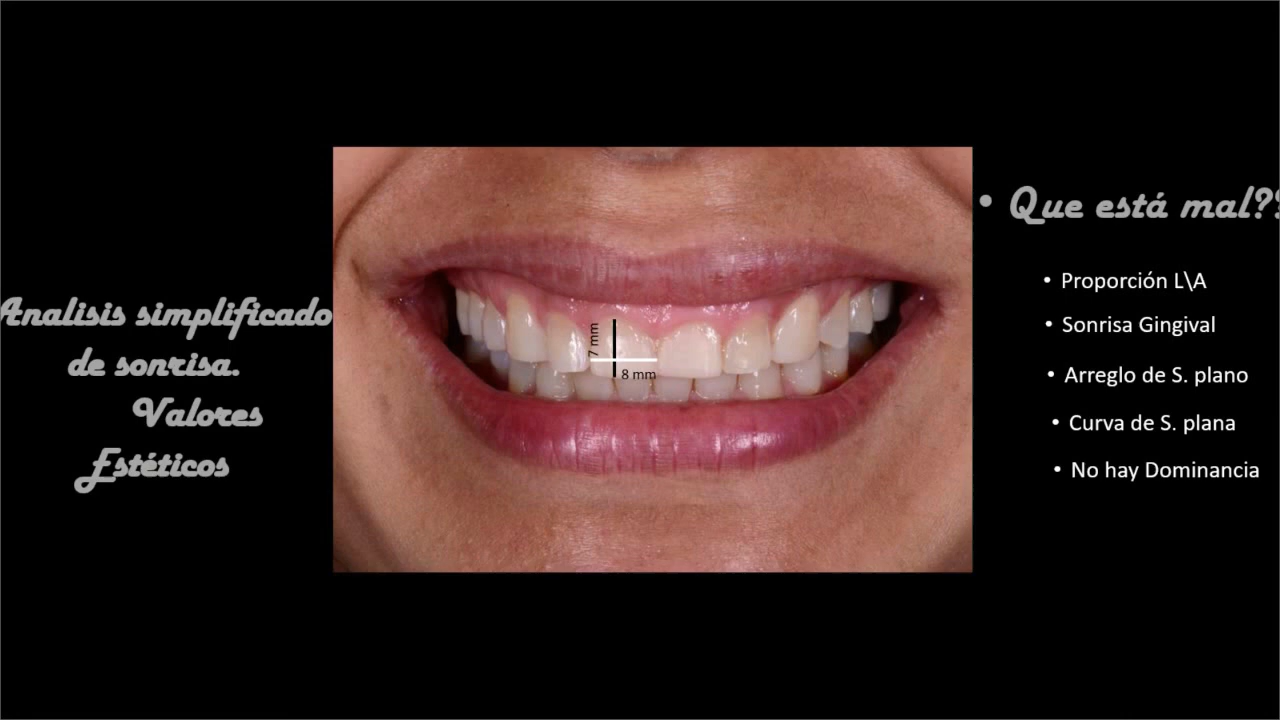 Analisis simplificado
de sonrisa.
Valores
Estéticos
7 mm
8 mm
• Que está mal??
• Proporción L\A
• Sonrisa Gingival
• Arreglo de S. plano
• Curva de S. plana
• No hay Dominancia